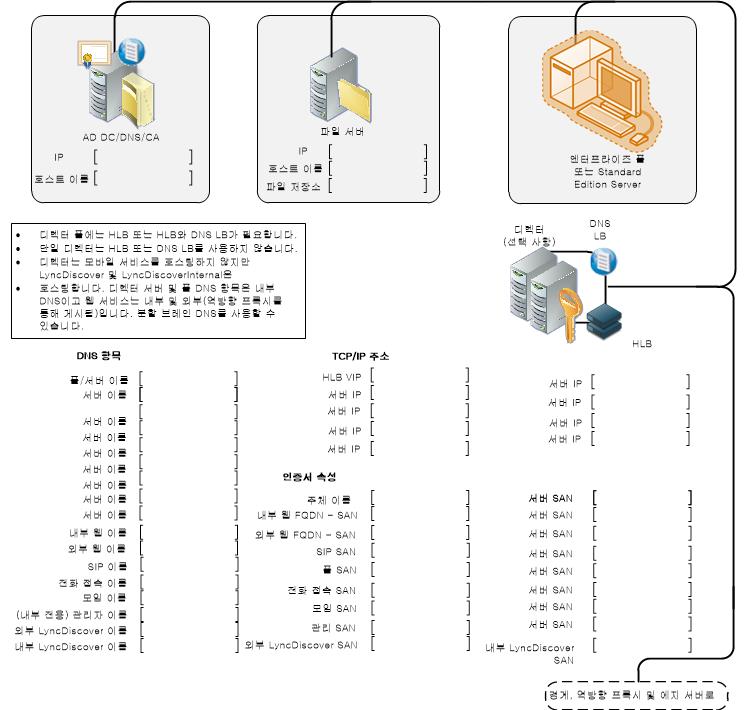 AD DC/DNS/CA
IP [ ]
호스트 이름 [ ]
파일 서버
IP [ ]
호스트 이름 [ ]
파일 저장소 [ ]
엔터프라이즈 풀
또는 Standard
Edition Server
• 디렉터 풀에는 HLB 또는 HLB와 DNS LB가 필요합니다.
• 단일 디렉터는 HLB 또는 DNS LB를 사용하지 않습니다.
• 디렉터는 모바일 서비스를 호스팅하지 않지만
LyncDiscover 및 LyncDiscoverInternal은
• 호스팅합니다. 디렉터 서버 및 풀 DNS 항목은 내부
DNS이고 웹 서비스는 내부 및 외부(역방향 프록시를
통해 게시됨)입니다. 분할 브레인 DNS를 사용할 수
있습니다.
디렉터
(선택 사항)
DNS
LB
HLB
DNS 항목
풀/서버 이름 [ ]
서버 이름 [ ]
서버 이름 [ ]
서버 이름 [ ]
서버 이름 [ ]
서버 이름 [ ]
서버 이름 [ ]
서버 이름 [ ]
서버 이름 [ ]
내부 웹 이름 [ ]
외부 웹 이름 [ ]
SIP 이름 [ ]
전화 접속 이름 [ ]
모임 이름 [ ]
(내부 전용) 관리자 이름 [ ]
외부 LyncDiscover 이름 [ ]
내부 LyncDiscover 이름 [ ]
TCP/IP 주소
HLB VIP [ ]
서버 IP [ ]
서버 IP [ ]
서버 IP [ ]
서버 IP [ ]
서버 IP [ ]
서버 IP [ ]
서버 IP [ ]
서버 IP [ ]
인증서 속성
주체 이름 [ ]
내부 웹 FQDN - SAN [ ]
외부 웹 FQDN - SAN [ ]
SIP SAN [ ]
풀 SAN [ ]
전화 접속 SAN [ ]
모임 SAN [ ]
관리 SAN [ ]
외부 LyncDiscover SAN [ ]
서버 SAN [ ]
서버 SAN [ ]
서버 SAN [ ]
서버 SAN [ ]
서버 SAN [ ]
서버 SAN [ ]
서버 SAN [ ]
서버 SAN [ ]
내부 LyncDiscover [ ]
SAN
경계, 역방향 프록시 및 에지 서버로